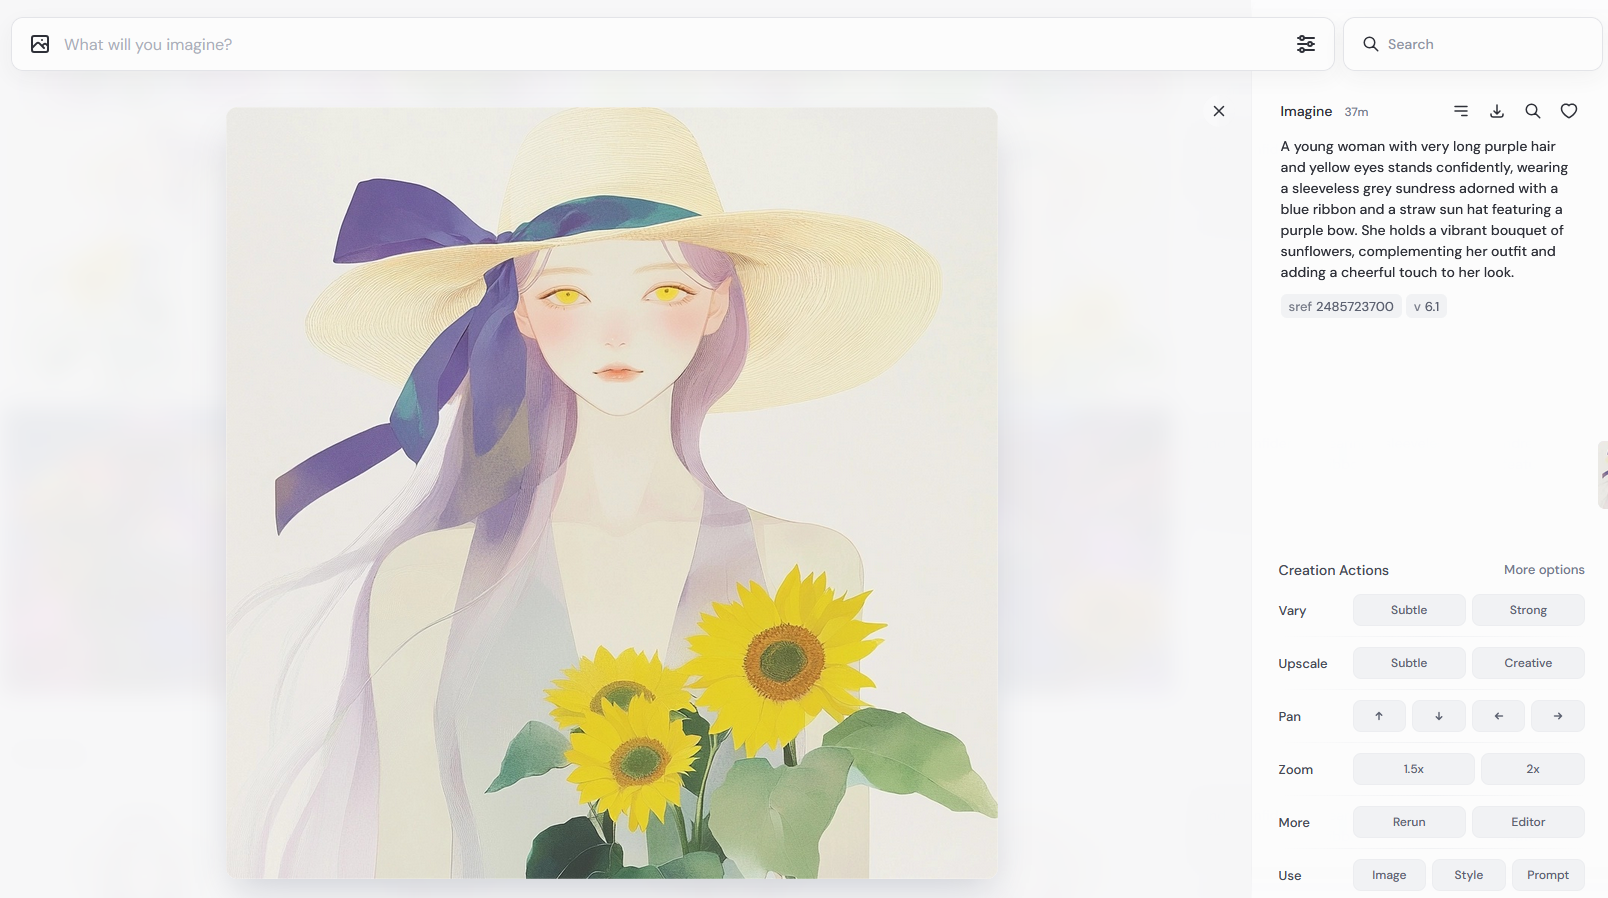 What will you imagine?
Search
Imagine 37m
A young woman with very long purple hair
and yellow eyes stands confidently, wearing
a sleeveless grey sundress adorned with a
blue ribbon and a straw sun hat featuring a
purple bow. She holds a vibrant bouquet of
sunflowers, complementing her outfit and
adding a cheerful touch to her look.
sref 2485723700 v 6.1
Creation Actions More options
Vary Subtle Strong
Upscale Subtle Creative
Pan
Zoom 1.5x 2x
More Rerun Editor
Use Image Style Prompt